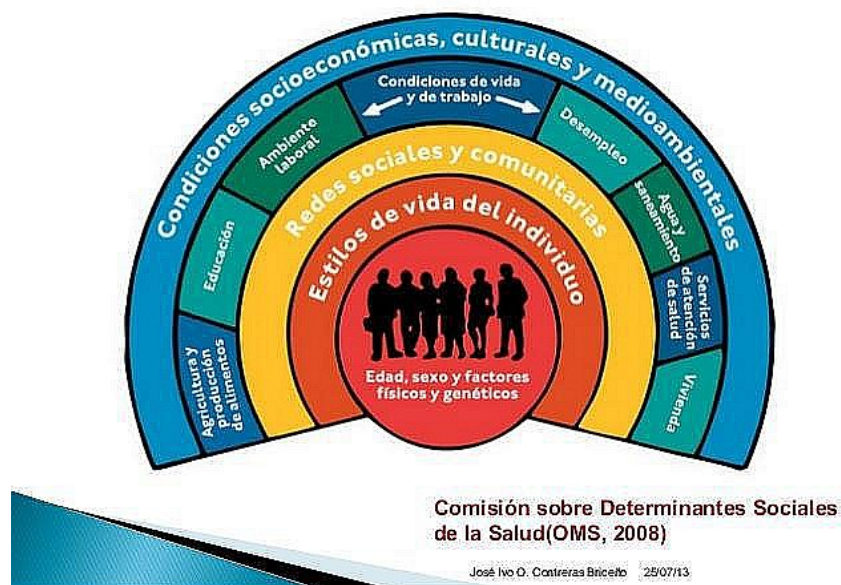 Condiciones socioeconómicas, culturales y medioambientales
Condiciones de vida
y de trabajo
Ambiente
laboral
Desempleo
Educación
Agua y
saneamiento
Agricultura y
producción
de alimentos
Servicios
de atención
de salud
Vivienda
Redes sociales y comunitarias
Estilos de vida del individuo
Edad, sexo y factores
físicos y genéticos
Comisión sobre Determinantes Sociales
de la Salud(OMS, 2008)
José Ivo O. Contreras Briceño 25/07/13